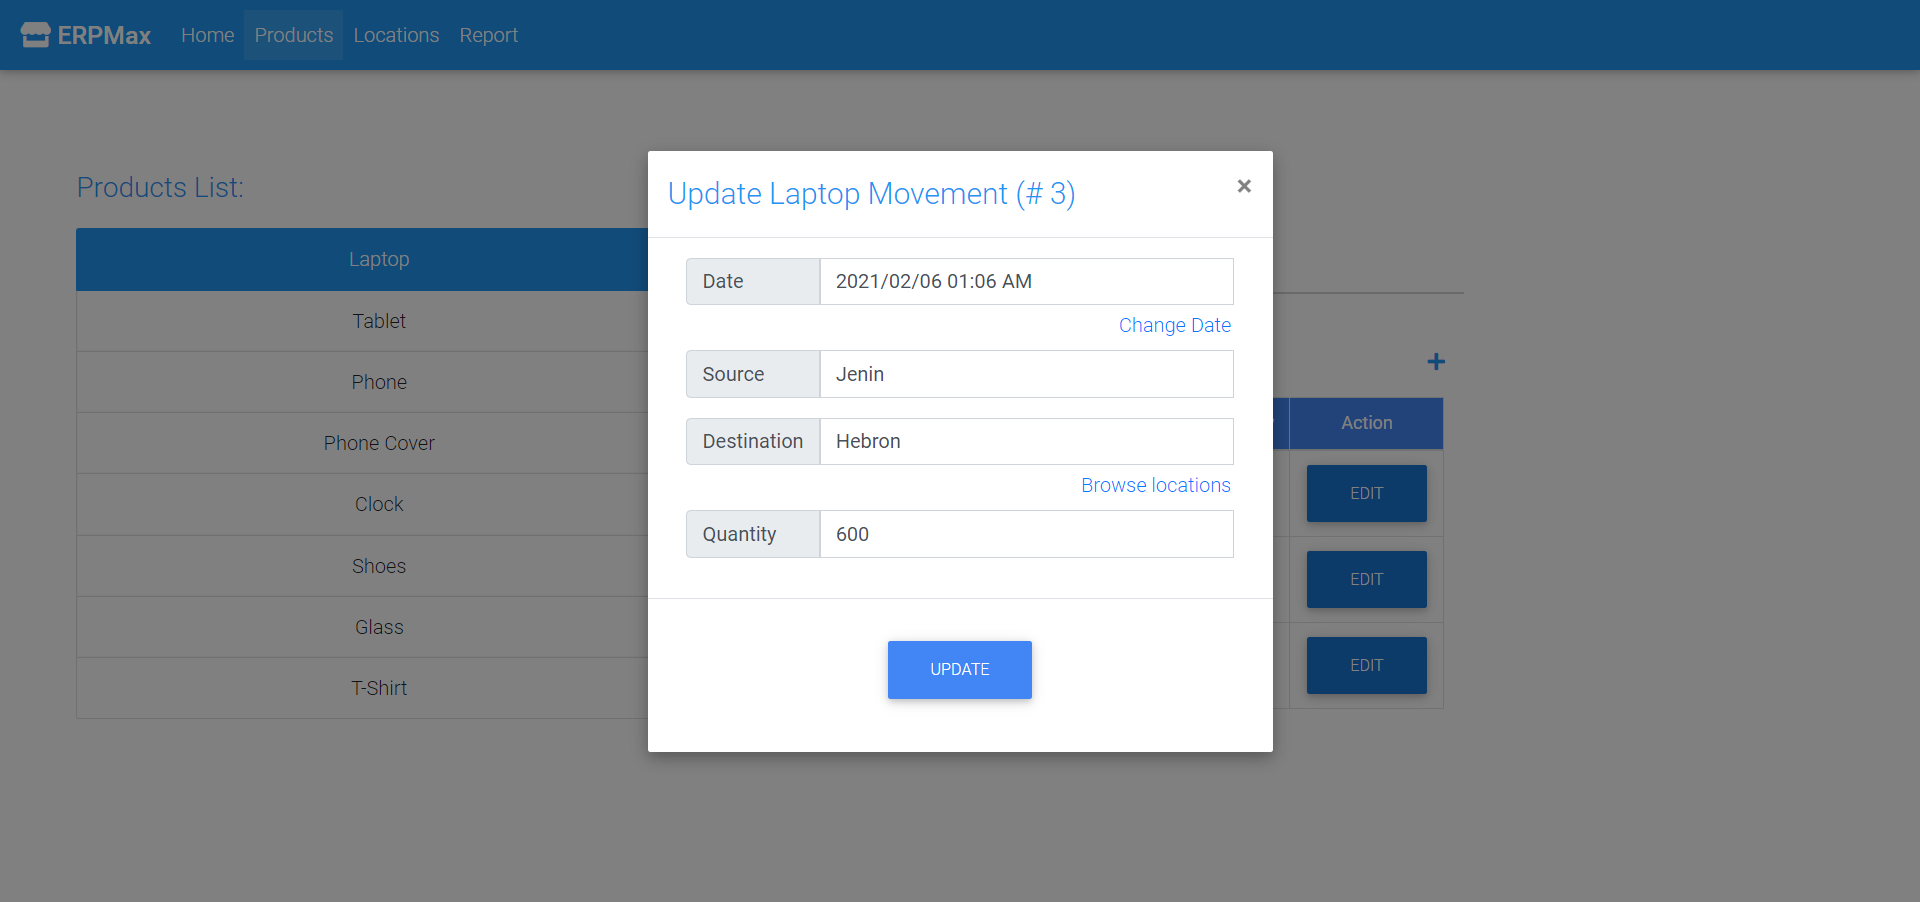 ERPMax Home Products Locations Report
Products List:
Laptop
Tablet
Phone
Phone Cover
Clock
Shoes
Glass
T-Shirt
Update Laptop Movement (# 3) ×
Date 2021/02/06 01:06 AM
Change Date
Source Jenin
Destination Hebron
Browse locations
Quantity 600
UPDATE
+
Action
EDIT
EDIT
EDIT